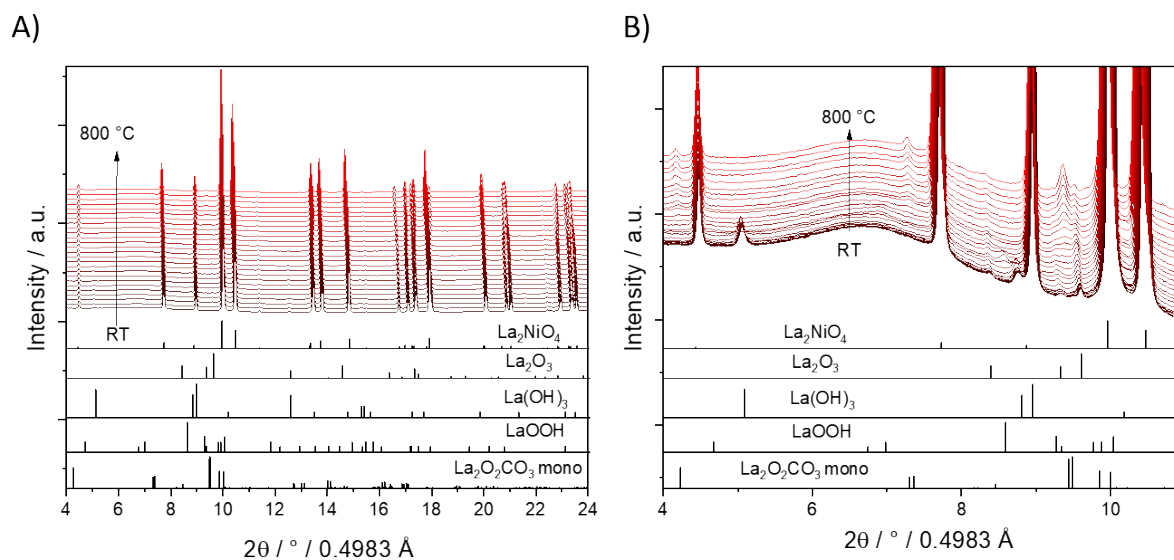 A)
B)
Intensity / a.u.
800 °C
RT
La₂NiO₄
La₂O₃
La(OH)₃
LaOOH
La₂O₂CO₃ mono
4 6 8 10 12 14 16 18 20 22 24
2θ / ° / 0.4983 Å
Intensity / a.u.
800 °C
RT
La₂NiO₄
La₂O₃
La(OH)₃
LaOOH
La₂O₂CO₃ mono
4 6 8 10
2θ / ° / 0.4983 Å